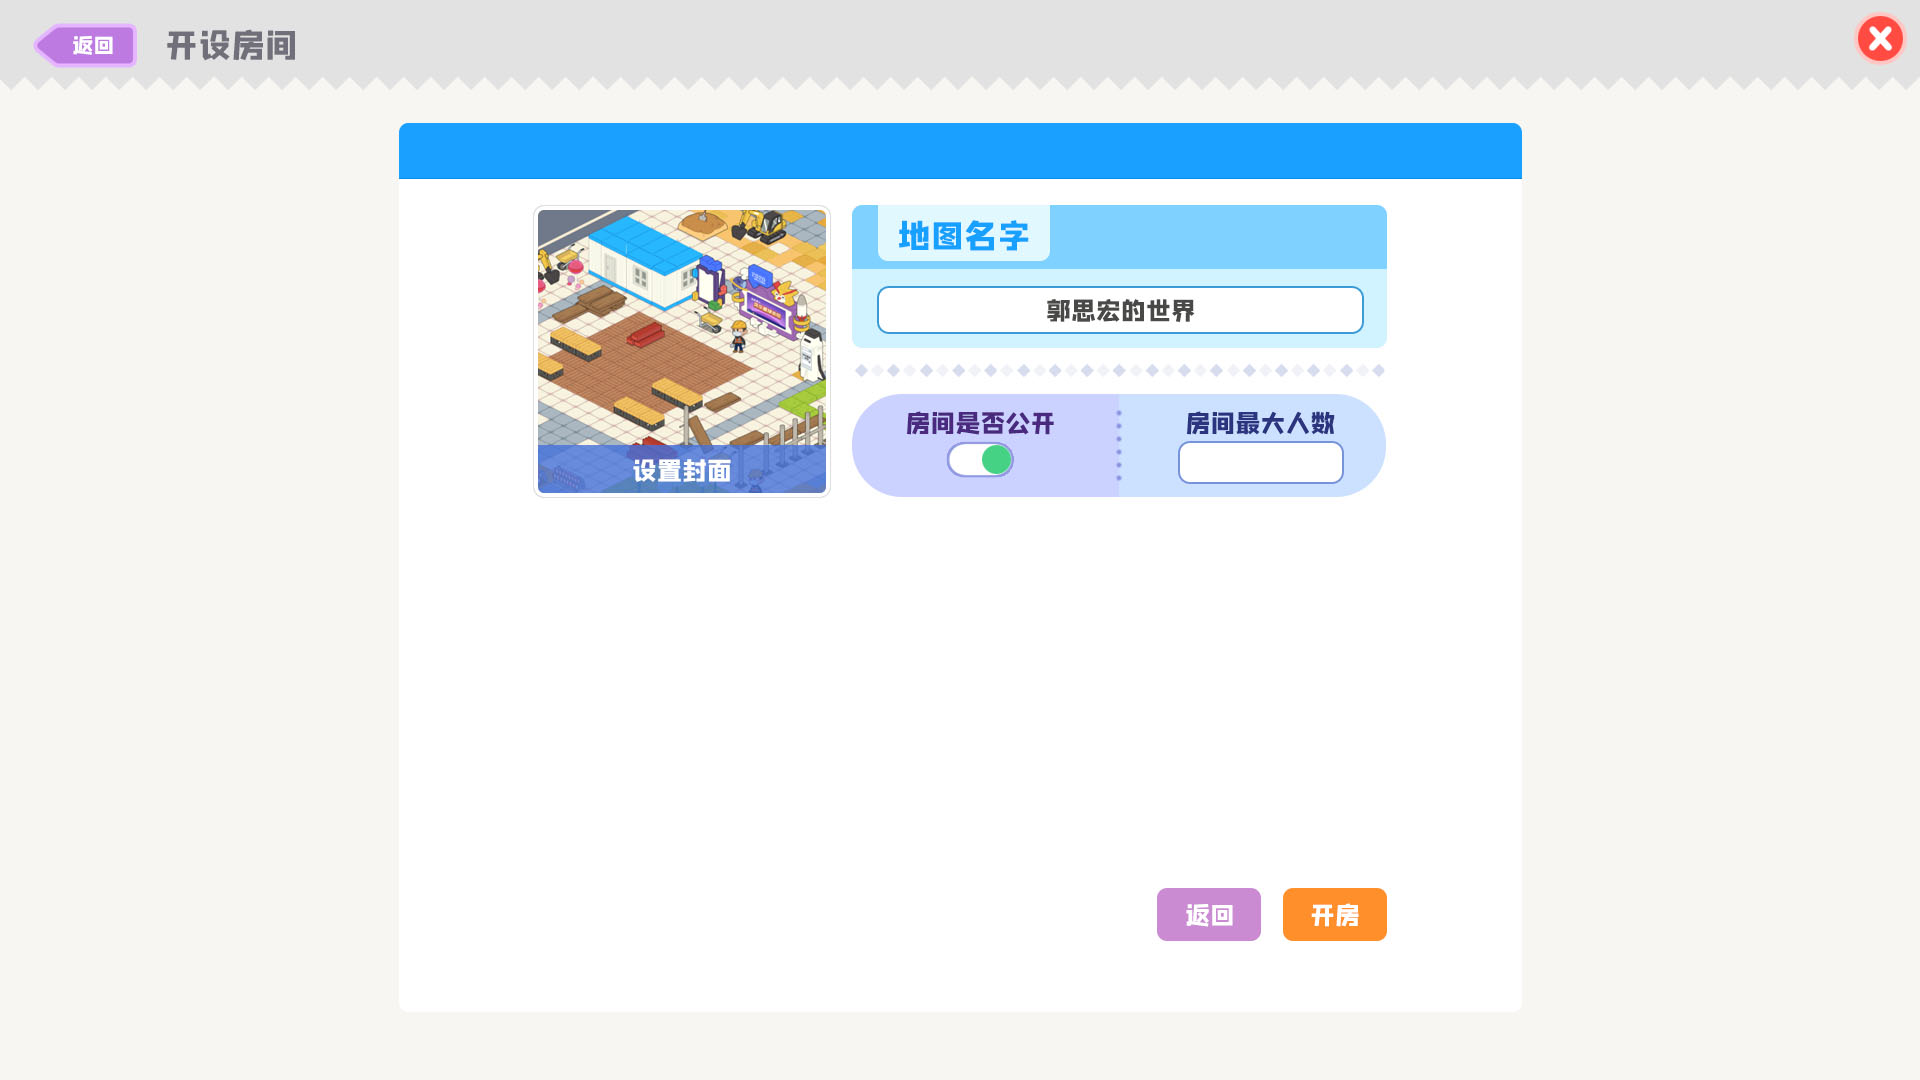 返回
开设房间
地图名字
郭思宏的世界
房间是否公开
房间最大人数
设置封面
返回
开房